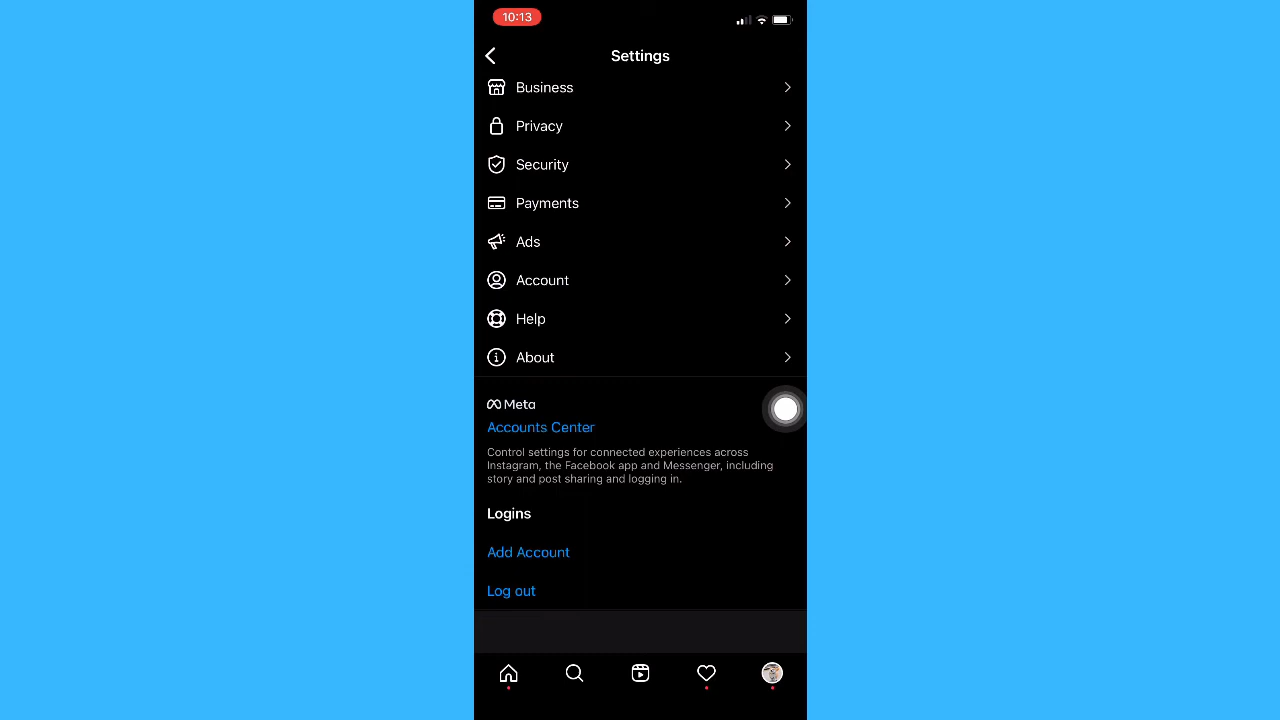 10:13
Settings
Business
Privacy
Security
Payments
Ads
Account
Help
About
Meta
Accounts Center
Control settings for connected experiences across
Instagram, the Facebook app and Messenger, including
story and post sharing and logging in.
Logins
Add Account
Log out